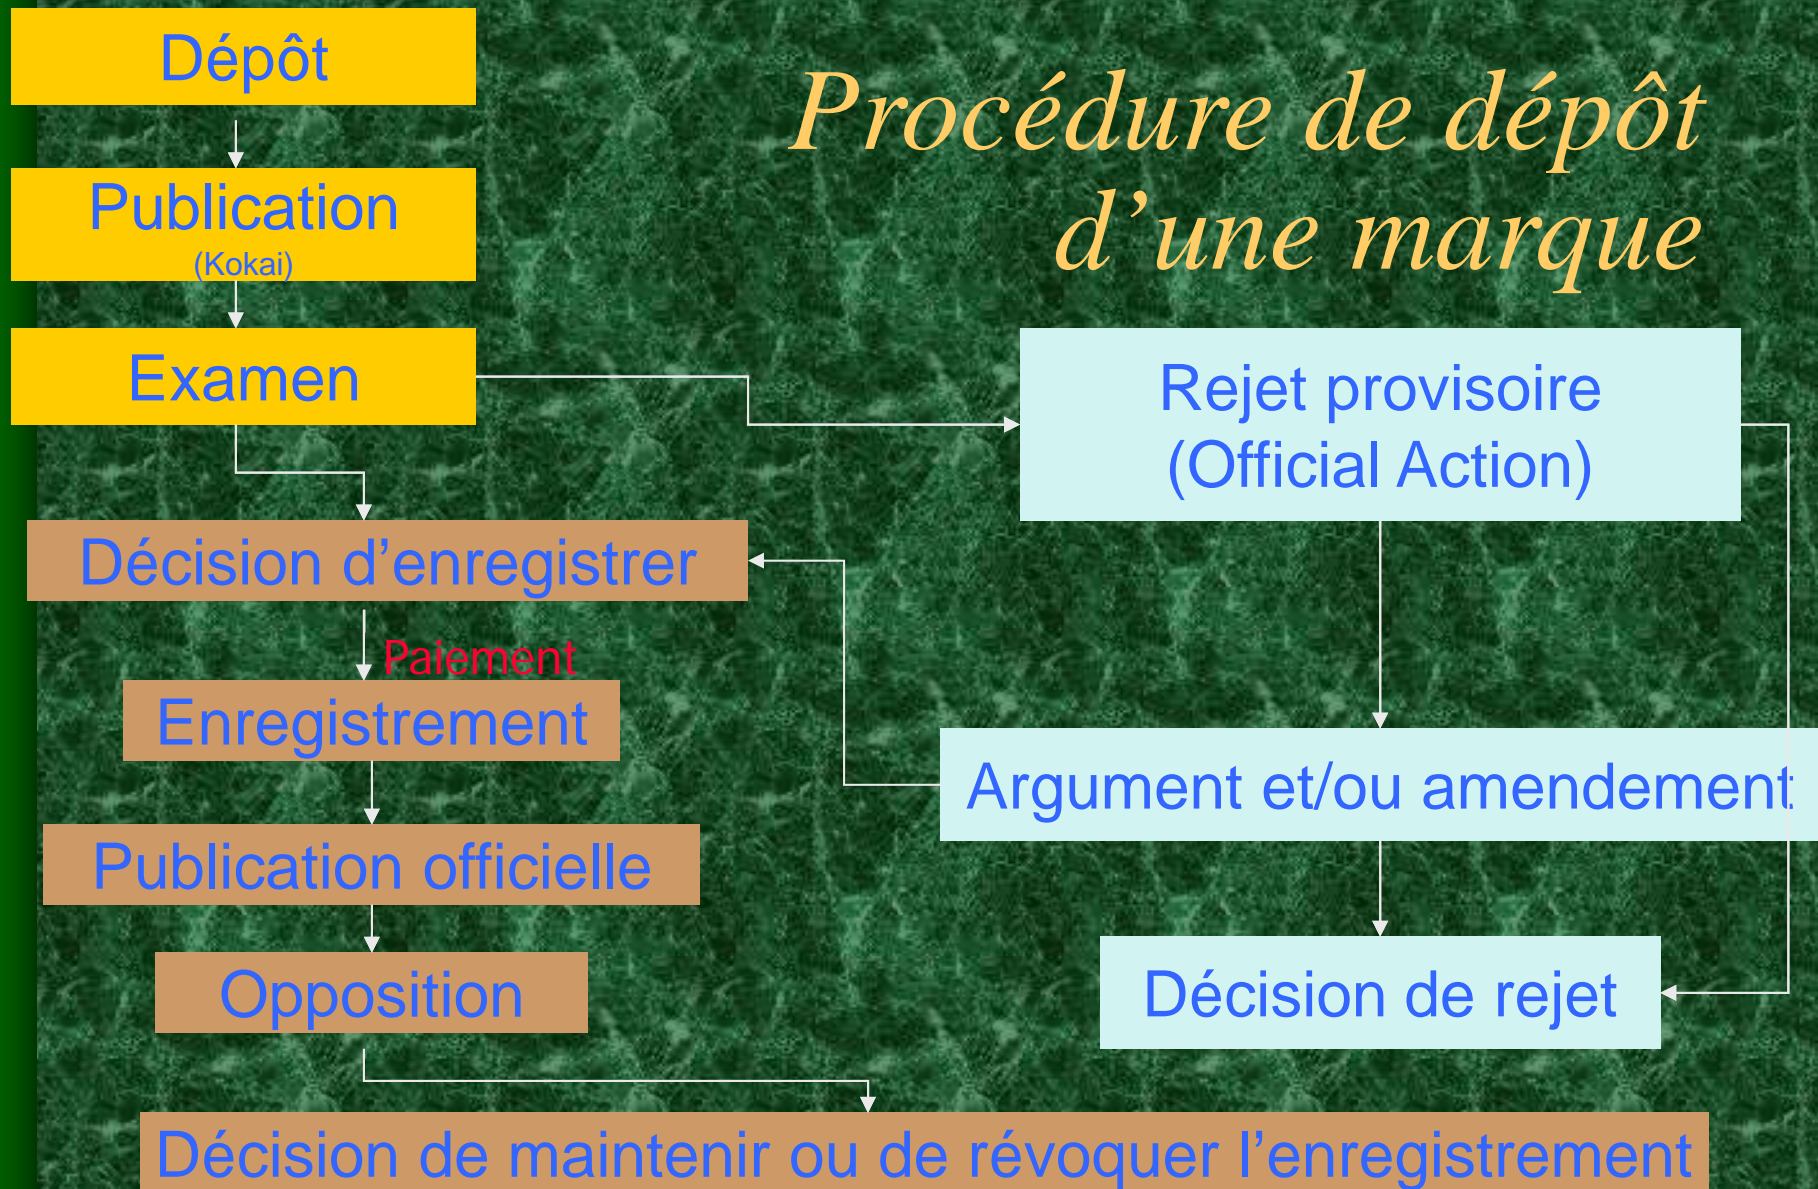 Procédure de dépôt
d’une marque
Dépôt
Publication
(Kokai)
Examen
Rejet provisoire
(Official Action)
Décision d’enregistrer
Paiement
Enregistrement
Argument et/ou amendement
Publication officielle
Opposition
Décision de rejet
Décision de maintenir ou de révoquer l’enregistrement